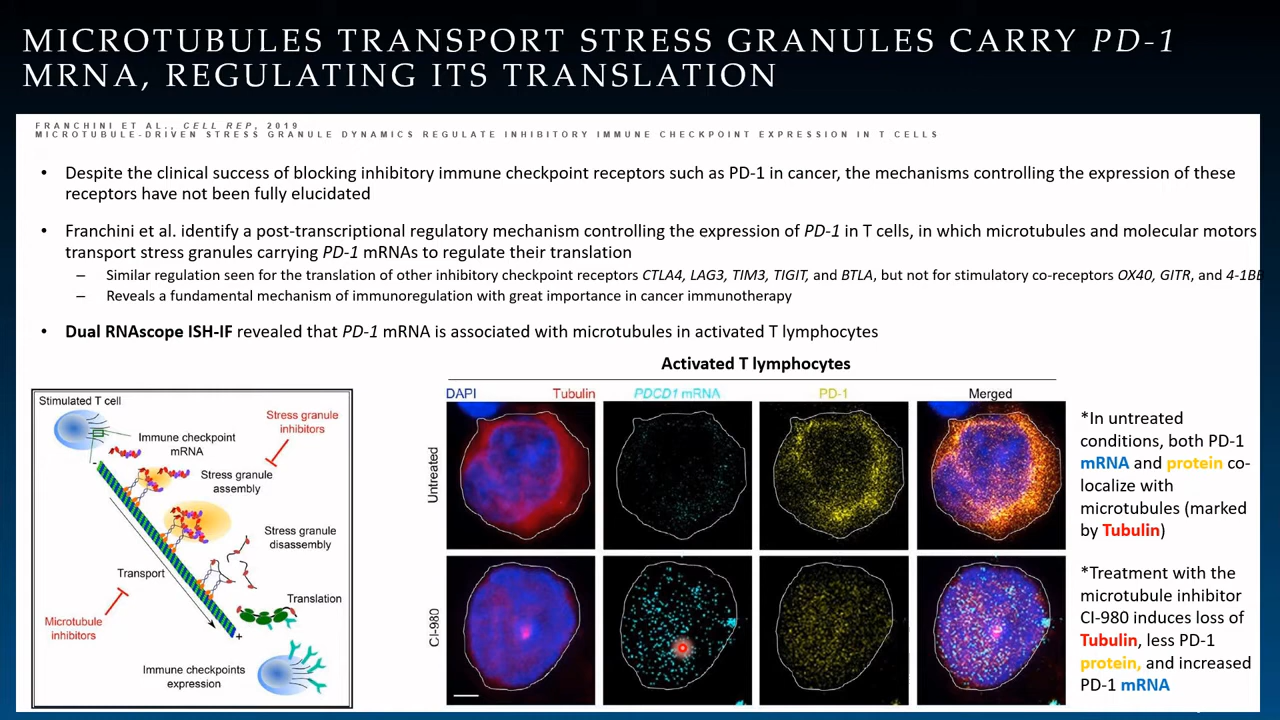 MICROTUBULES TRANSPORT STRESS GRANULES CARRY PD-1
MRNA, REGULATING ITS TRANSLATION
FRANCHINI ET AL., CELL REP, 2019
MICROTUBULE-DRIVEN STRESS GRANULE DYNAMICS REGULATE INHIBITORY IMMUNE CHECKPOINT EXPRESSION IN T CELLS
• Despite the clinical success of blocking inhibitory immune checkpoint receptors such as PD-1 in cancer, the mechanisms controlling the expression of these
receptors have not been fully elucidated
• Franchini et al. identify a post-transcriptional regulatory mechanism controlling the expression of PD-1 in T cells, in which microtubules and molecular motors
transport stress granules carrying PD-1 mRNAs to regulate their translation
– Similar regulation seen for the translation of other inhibitory checkpoint receptors CTLA4, LAG3, TIM3, TIGIT, and BTLA, but not for stimulatory co-receptors OX40, GITR, and 4-1BB
– Reveals a fundamental mechanism of immunoregulation with great importance in cancer immunotherapy
• Dual RNAscope ISH-IF revealed that PD-1 mRNA is associated with microtubules in activated T lymphocytes
Stimulated T cell
Stress granule
inhibitors
Immune checkpoint
mRNA
-
Stress granule
assembly
Stress granule
disassembly
Transport
Translation
Microtubule
inhibitors
+
Immune checkpoints
expression
Activated T lymphocytes
DAPI Tubulin PDCD1 mRNA PD-1 Merged
Untreated
CI-980
*In untreated
conditions, both PD-1
mRNA and protein co-
localize with
microtubules (marked
by Tubulin)
*Treatment with the
microtubule inhibitor
CI-980 induces loss of
Tubulin, less PD-1
protein, and increased
PD-1 mRNA